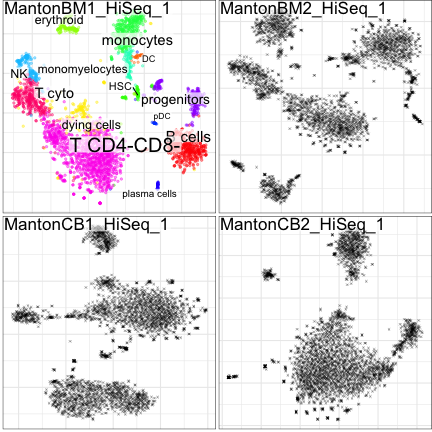 MantonBM1_HiSeq_1
MantonBM2_HiSeq_1
erythroid
monocytes
DC
NK
monomyelocytes
HSC
T cyto
progenitors
dying cells
pDC
T CD4-CD8-
B cells
plasma cells
MantonCB1_HiSeq_1
MantonCB2_HiSeq_1